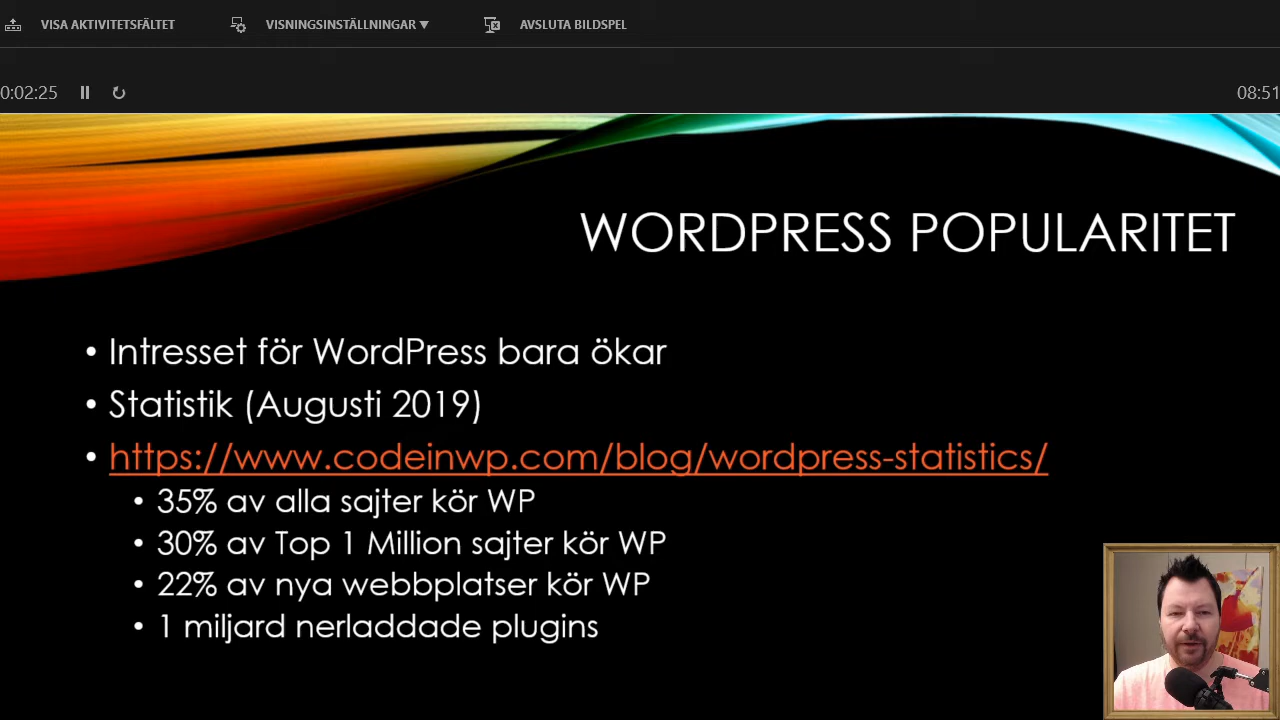 VISA AKTIVITETSFÄLTET VISNINGSINSTÄLLNINGAR ▼ AVSLUTA BILDSPEL
0:02:25 08:51
WORDPRESS POPULARITET
• Intresset för WordPress bara ökar
• Statistik (Augusti 2019)
• https://www.codeinwp.com/blog/wordpress-statistics/
• 35% av alla sajter kör WP
• 30% av Top 1 Million sajter kör WP
• 22% av nya webbplatser kör WP
• 1 miljard nerladdade plugins